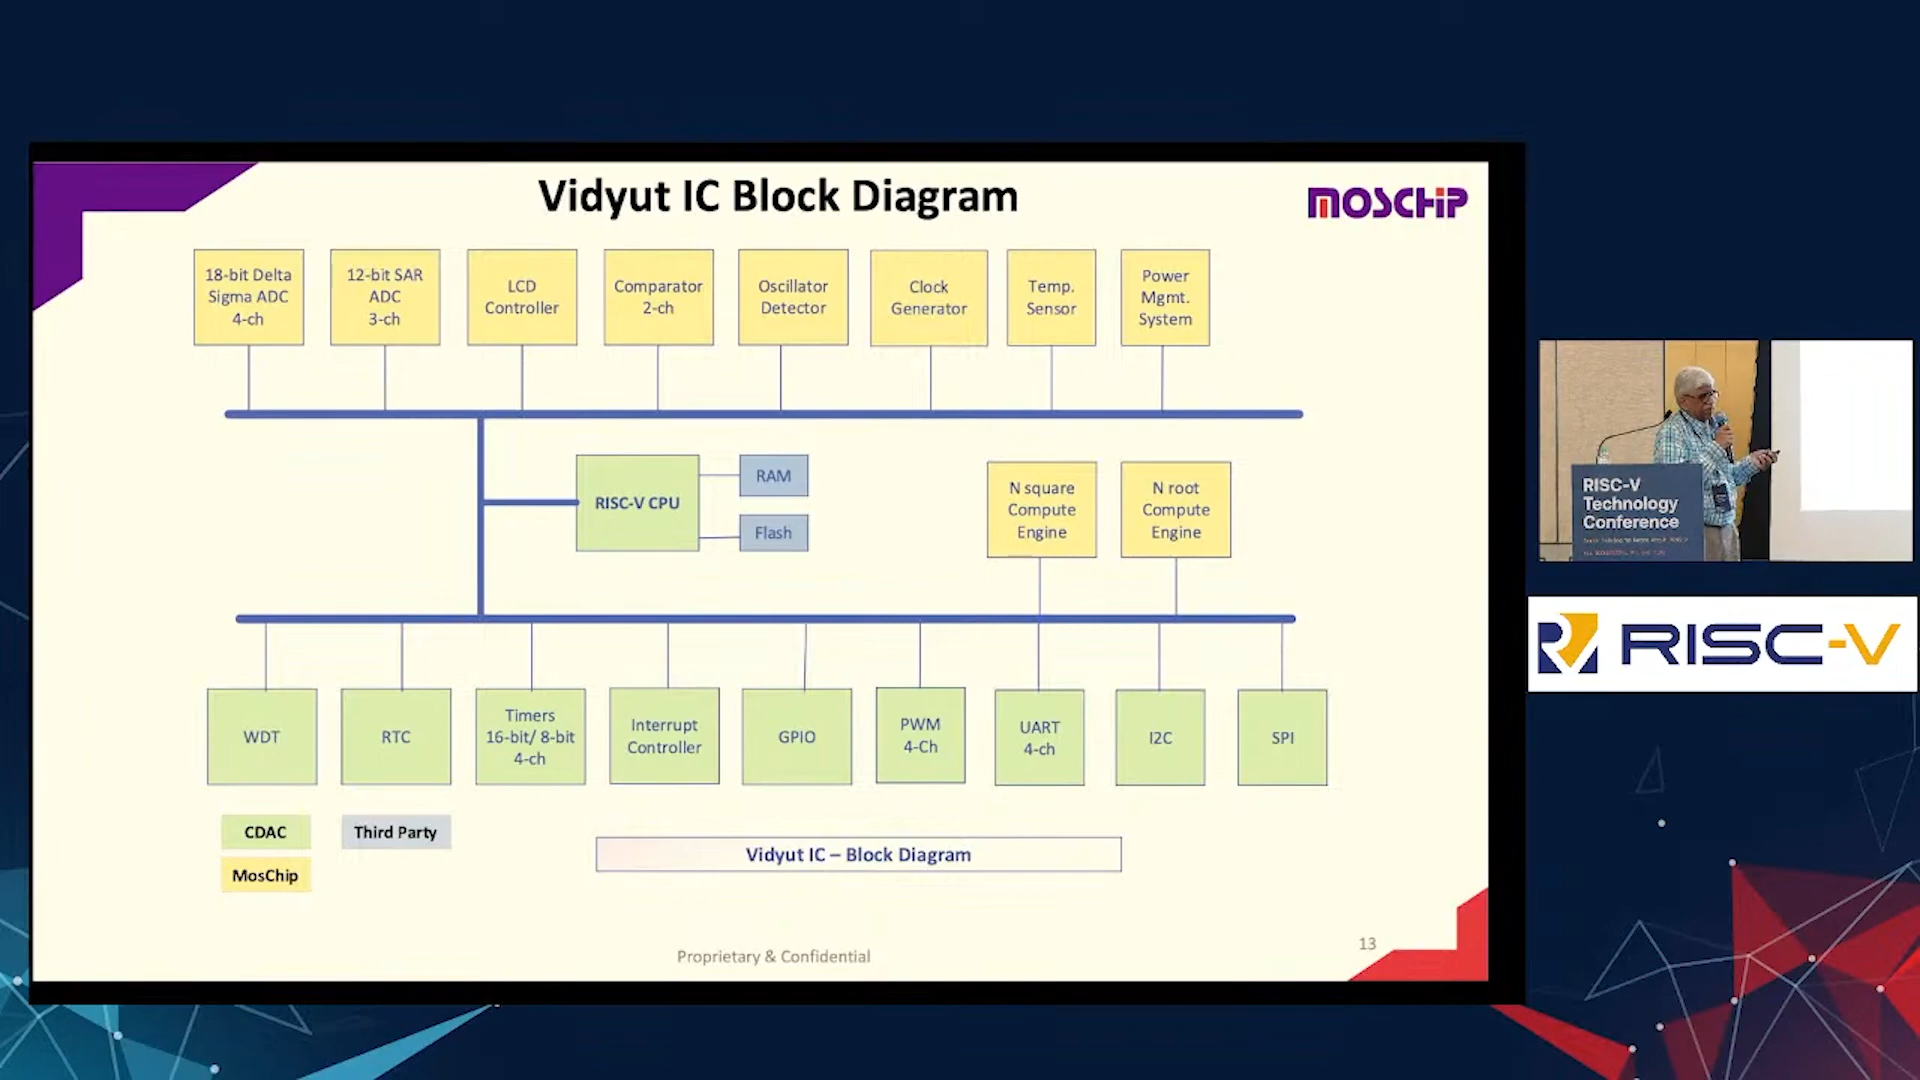 Vidyut IC Block Diagram
MOSCHIP
18-bit Delta
Sigma ADC
4-ch
12-bit SAR
ADC
3-ch
LCD
Controller
Comparator
2-ch
Oscillator
Detector
Clock
Generator
Temp.
Sensor
Power
Mgmt.
System
RISC-V CPU
RAM
Flash
N square
Compute
Engine
N root
Compute
Engine
WDT
RTC
Timers
16-bit/ 8-bit
4-ch
Interrupt
Controller
GPIO
PWM
4-Ch
UART
4-ch
I2C
SPI
CDAC
Third Party
MosChip
Vidyut IC – Block Diagram
Proprietary & Confidential
13
RISC-V
Technology
Conference
RISC-V